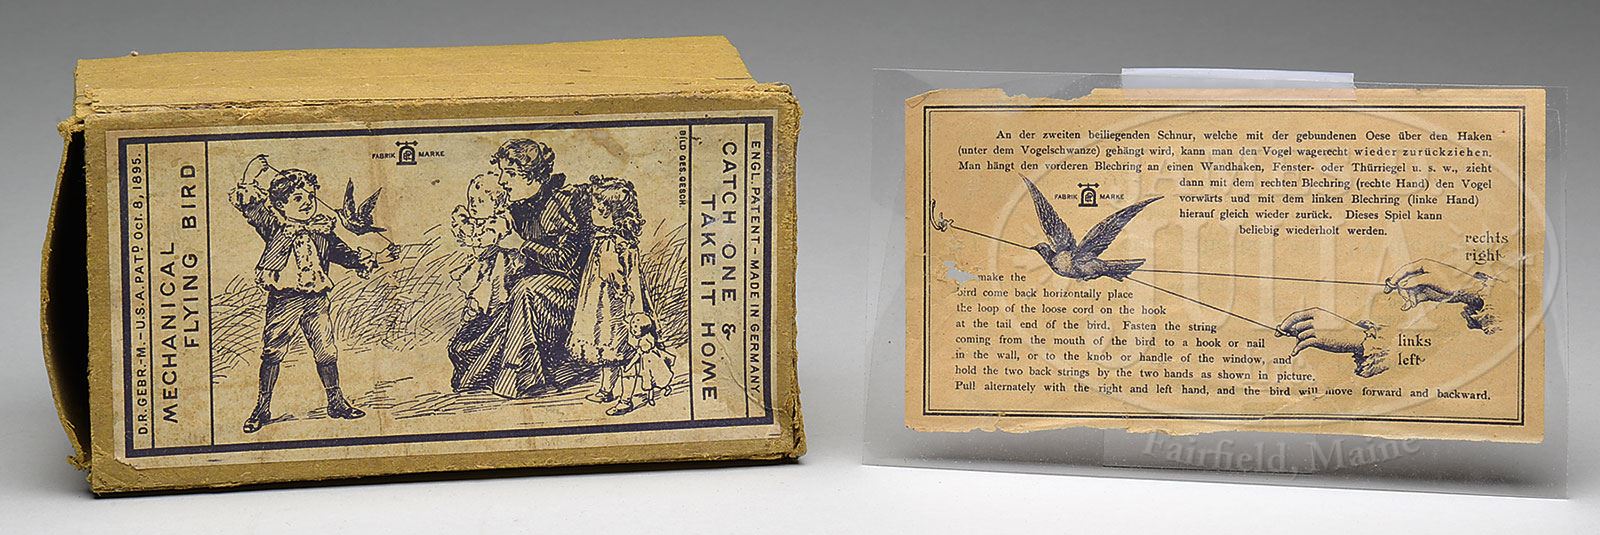 D.R.GEBR.-M.-U.S.A.PATD OCT. 8, 1895.
MECHANICAL
FLYING BIRD
FABRIK MARKE
BILD GES. GESCH.
CATCH ONE &
TAKE IT HOME
ENGL. PATENT-MADE IN GERMANY
An der zweiten beiliegenden Schnur, welche mit der gebundenen Oese über den Haken
(unter dem Vogelschwanze) gehängt wird, kann man den Vogel wagerecht wieder zurückziehen.
Man hängt den vorderen Blechring an einen Wandhaken, Fenster- oder Thürriegel u. s. w., zieht
dann mit dem rechten Blechring (rechte Hand) den Vogel
vorwärts und mit dem linken Blechring (linke Hand)
hierauf gleich wieder zurück. Dieses Spiel kann
beliebig wiederholt werden.
FABRIK MARKE
rechts
right
make the
bird come back horizontally place
the loop of the loose cord on the hook
at the tail end of the bird. Fasten the string
coming from the mouth of the bird to a hook or nail
in the wall, or to the knob or handle of the window, and
hold the two back strings by the two hands as shown in picture.
Pull alternately with the right and left hand, and the bird will move forward and backward.
links
left
JULIA
Fairfield, Maine